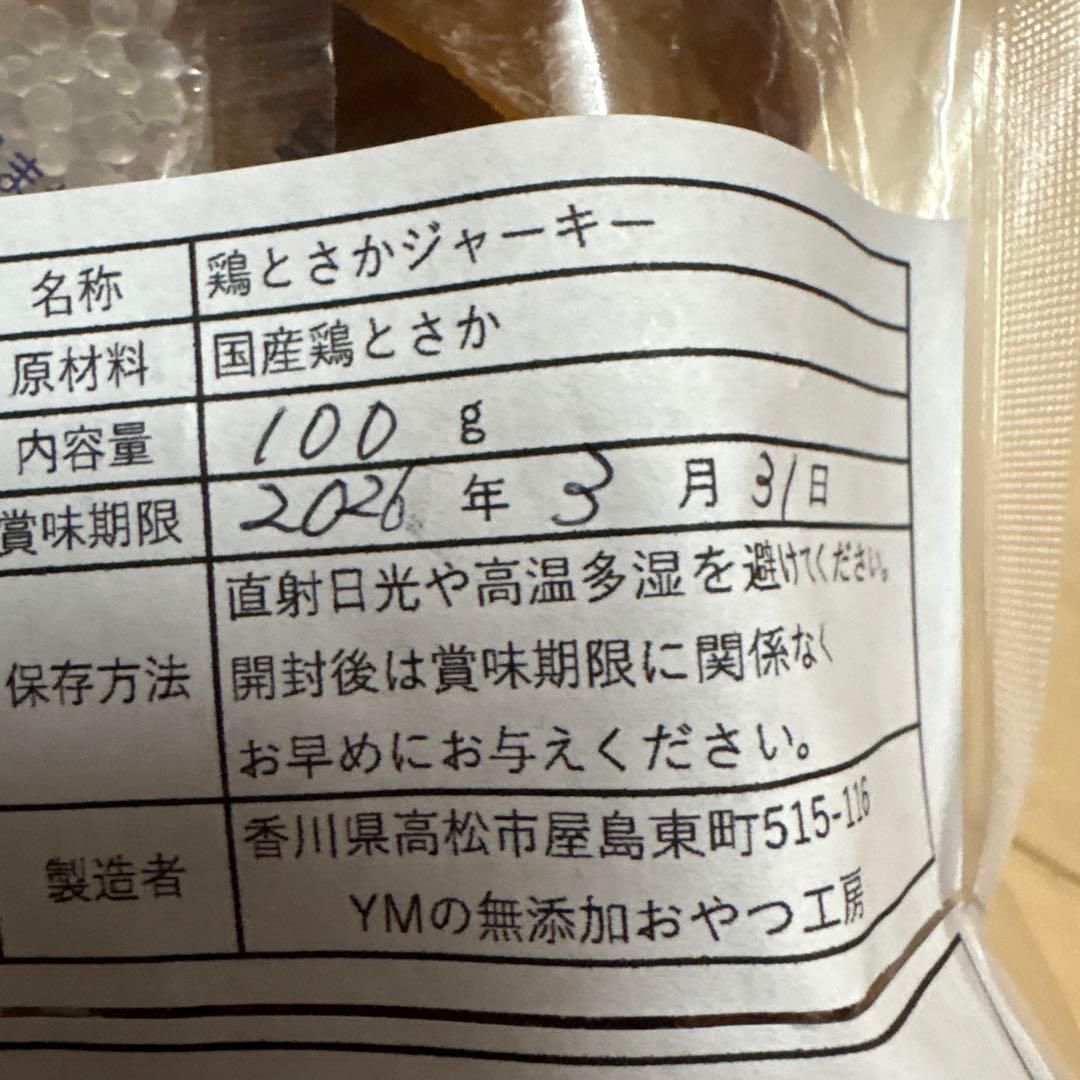 名称 鶏とさかジャーキー
原材料 国産鶏とさか
内容量 100 g
賞味期限 2026 年 3 月 31日
保存方法 直射日光や高温多湿を避けてください。
開封後は賞味期限に関係なく
お早めにお与えください。
製造者 香川県高松市屋島東町515-116
YMの無添加おやつ工房